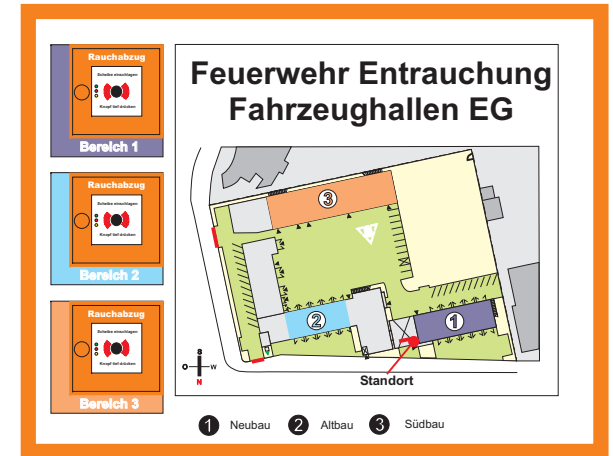 Rauchabzug
Scheibe einschlagen
Knopf tief drücken
Bereich 1
Rauchabzug
Scheibe einschlagen
Knopf tief drücken
Bereich 2
Rauchabzug
Scheibe einschlagen
Knopf tief drücken
Bereich 3
Feuerwehr Entrauchung
Fahrzeughallen EG
3
2
1
S
O W
N
Standort
1 Neubau 2 Altbau 3 Südbau